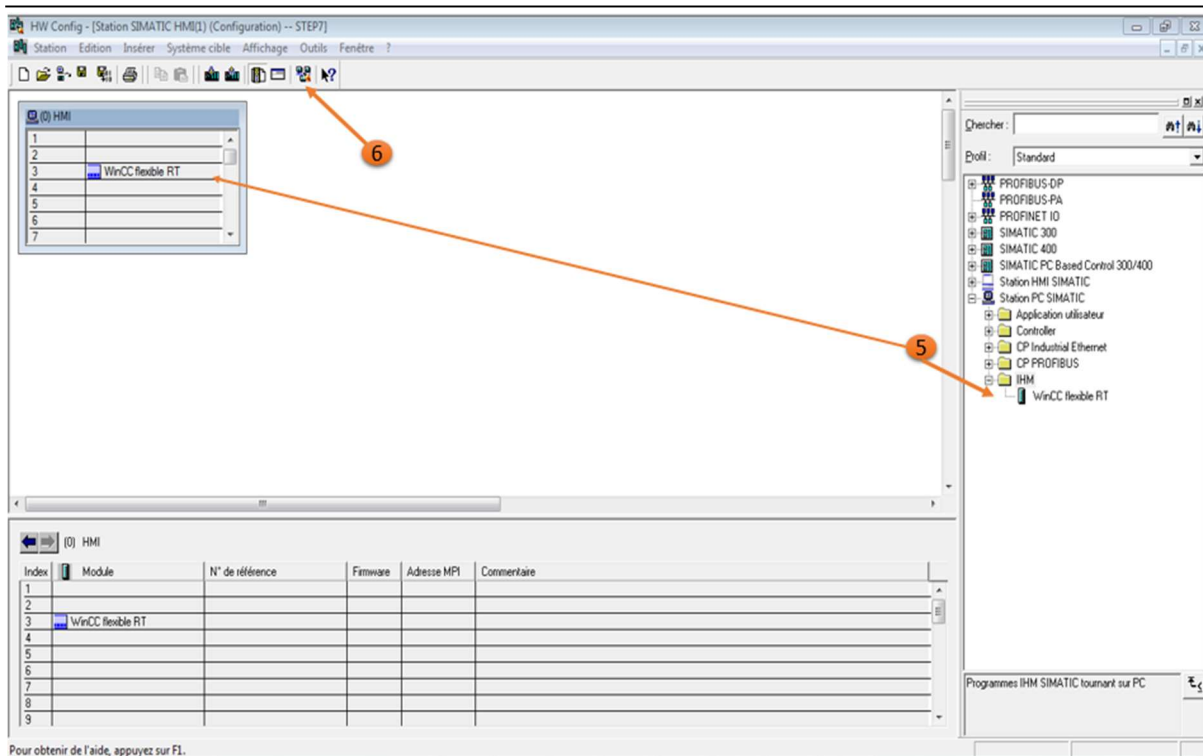 HW Config - [Station SIMATIC HMI(1) (Configuration) -- STEP7]
Station Edition Insérer Système cible Affichage Outils Fenêtre ?
(0) HMI
1
2
3 WinCC flexible RT
4
5
6
7
6
5
Chercher :
Profil : Standard
PROFIBUS-DP
PROFIBUS-PA
PROFINET IO
SIMATIC 300
SIMATIC 400
SIMATIC PC Based Control 300/400
Station HMI SIMATIC
Station PC SIMATIC
Application utilisateur
Controller
CP Industrial Ethernet
CP PROFIBUS
IHM
WinCC flexible RT
(0) HMI
Index Module N° de référence Firmware Adresse MPI Commentaire
1
2
3 WinCC flexible RT
4
5
6
7
8
9
Programmes IHM SIMATIC tournant sur PC
Pour obtenir de l'aide, appuyez sur F1.